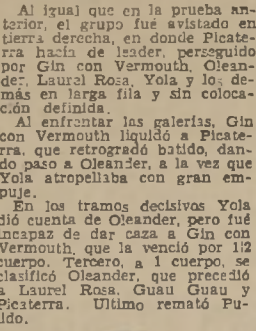 Al igual que en la prueba an-
terior, el grupo fué avistado en
tierra derecha, en donde Picate-
rra hacía de leader, perseguido
por Gin con Vermouth, Olean-
der, Laurel Rosa, Yola y los de-
más en larga fila y sin coloca-
ción definida.
Al enfrentar las galerías, Gin
con Vermouth liquidó a Picate-
rra, que retrogradó batido, dan-
do paso a Oleander, a la vez que
Yola atropellaba con gran em-
puje.
En los tramos decisivos Yola
dió cuenta de Oleander, pero fué
incapaz de dar caza a Gin con
Vermouth, que la venció por 1|2
cuerpo. Tercero, a 1 cuerpo, se
clasificó Oleander, que precedió
a Laurel Rosa. Guau Guau y
Picaterra. Ultimo remató Pu-
ldo.